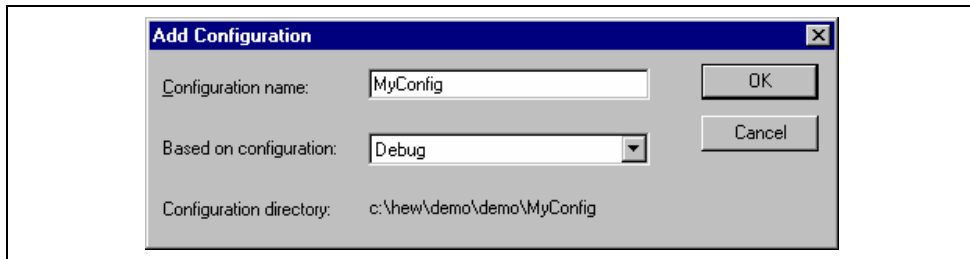 Add Configuration
Configuration name: MyConfig OK
Based on configuration: Debug Cancel
Configuration directory: c:\hew\demo\demo\MyConfig